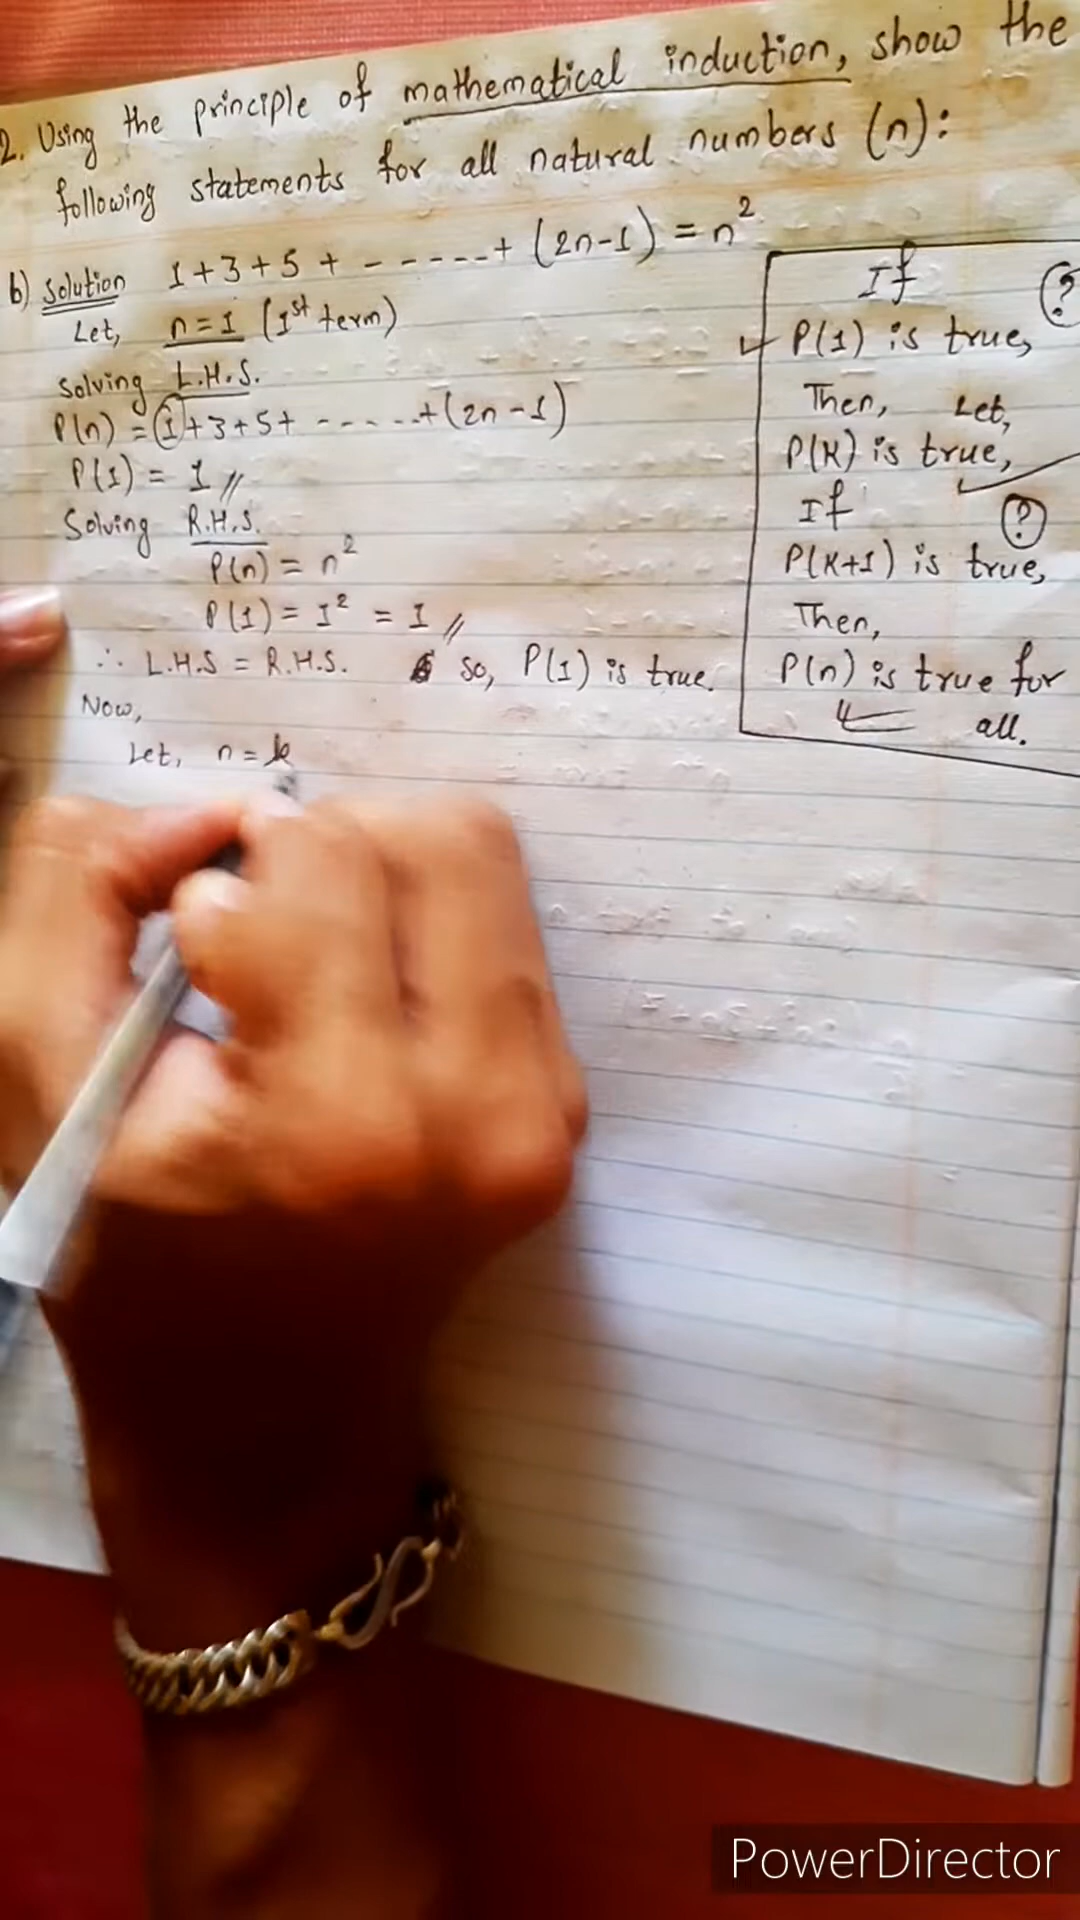 2. Using the principle of mathematical induction, show the
following statements for all natural numbers (n):
b) Solution 1+3+5+ ------+ (2n-1) = n²
Let, n=1 (1st term)
Solving L.H.S.
P(n) = 1+3+5+ ------+(2n-1)
P(1) = 1 //
Solving R.H.S.
P(n) = n²
P(1) = 1² = 1 //
∴ L.H.S = R.H.S. So, P(1) is true.
Now,
Let, n = k
If ?
P(1) is true,
Then, Let,
P(K) is true,
If ?
P(K+1) is true,
Then,
P(n) is true for
all.
PowerDirector